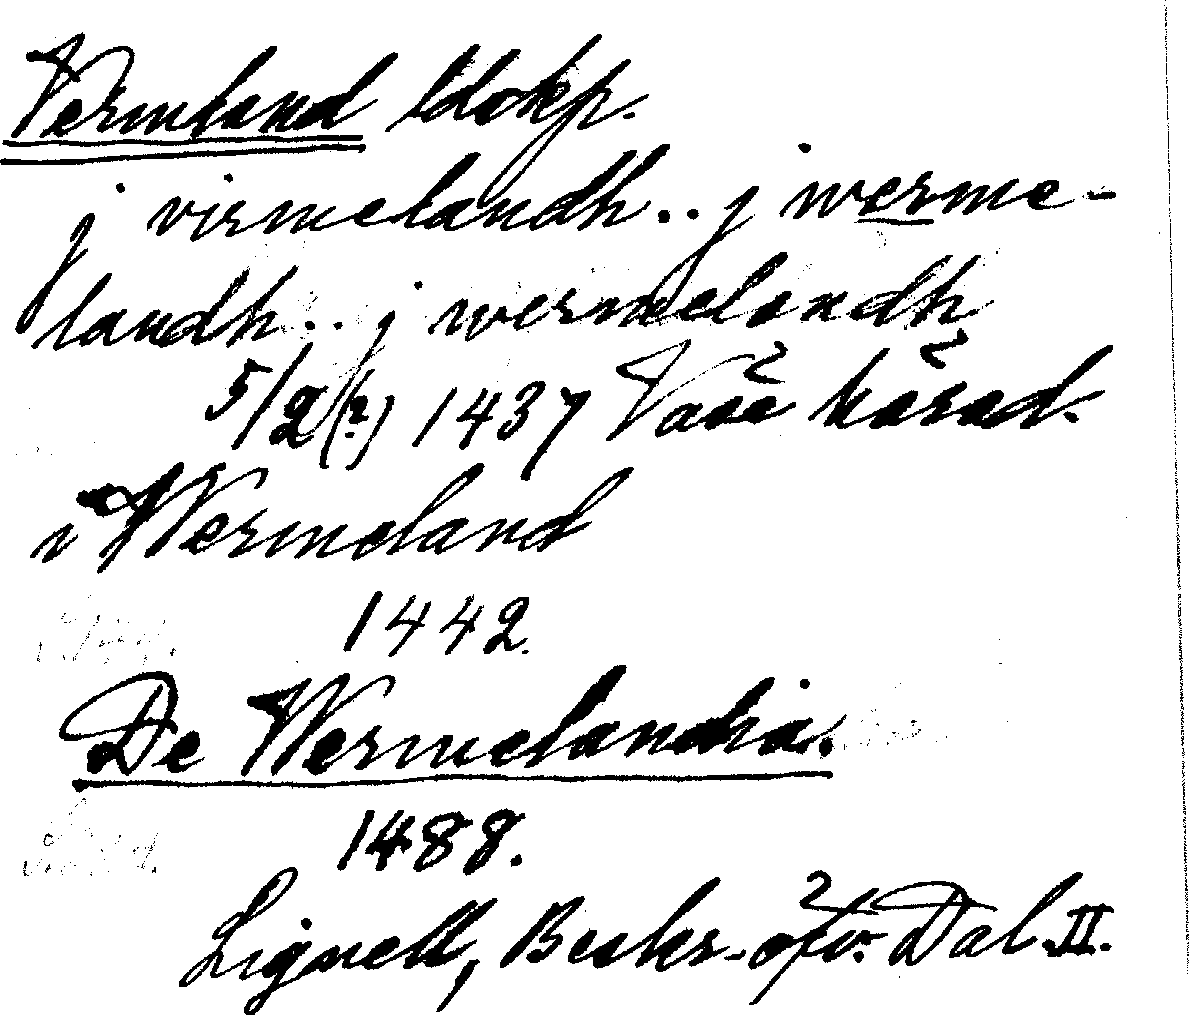 Vermland ldskp.
j virmelandh .. j werme-
landh .. j wermelandh
5/2 (?) 1437 Vase härad.
i Wermeland
1442.
De Wermelandia.
1488.
Lignell, Beskr. öfv. Dal. II.